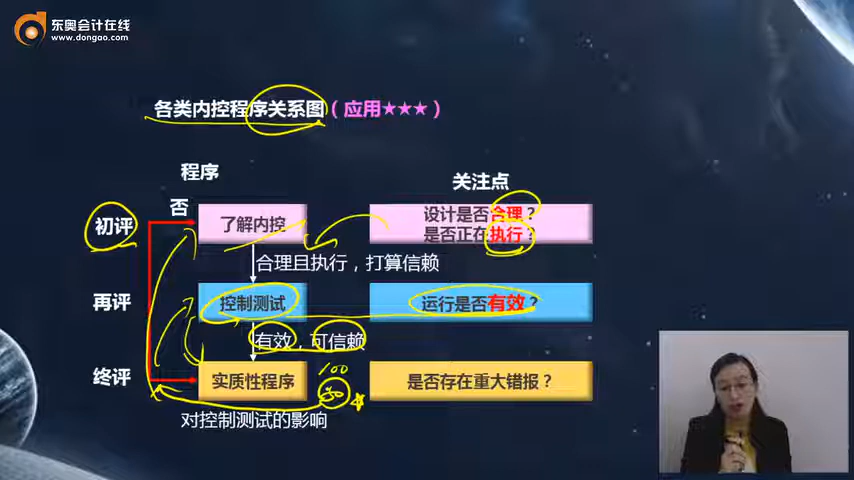 东奥会计在线
www.dongao.com
各类内控程序关系图（应用★★★）
程序
关注点
否
初评
了解内控
设计是否合理？
是否正在执行？
合理且执行，打算信赖
再评
控制测试
运行是否有效？
有效，可信赖
100
终评
实质性程序
是否存在重大错报？
对控制测试的影响